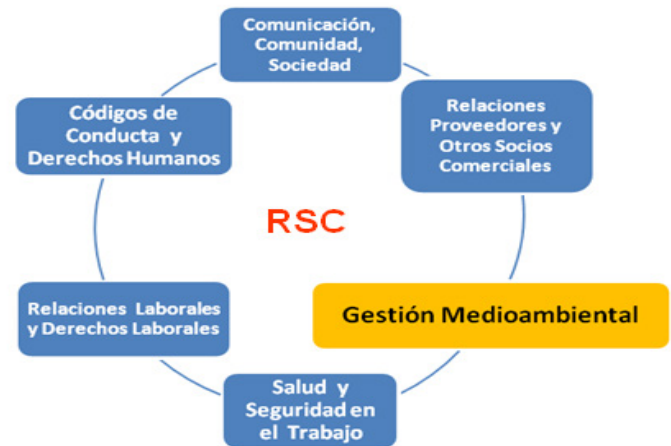 Comunicación,
Comunidad,
Sociedad
Relaciones
Proveedores y
Otros Socios
Comerciales
Gestión Medioambiental
Salud y
Seguridad en
el Trabajo
Relaciones Laborales
y Derechos Laborales
Códigos de
Conducta y
Derechos Humanos
RSC